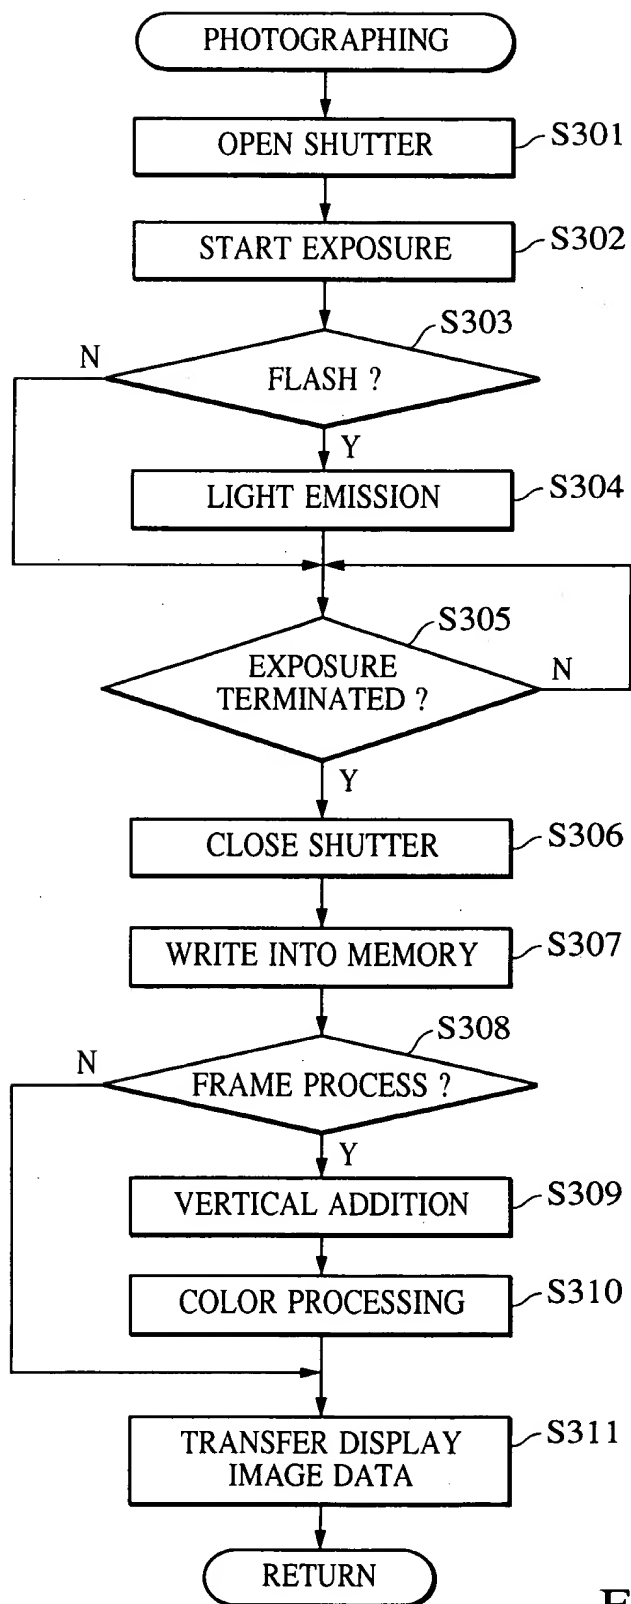 PHOTOGRAPHING
OPEN SHUTTER
S301
START EXPOSURE
S302
S303
N
FLASH ?
Y
LIGHT EMISSION
S304
S305
EXPOSURE
TERMINATED ?
N
Y
CLOSE SHUTTER
S306
WRITE INTO MEMORY
S307
S308
N
FRAME PROCESS ?
Y
VERTICAL ADDITION
S309
COLOR PROCESSING
S310
TRANSFER DISPLAY
IMAGE DATA
S311
RETURN